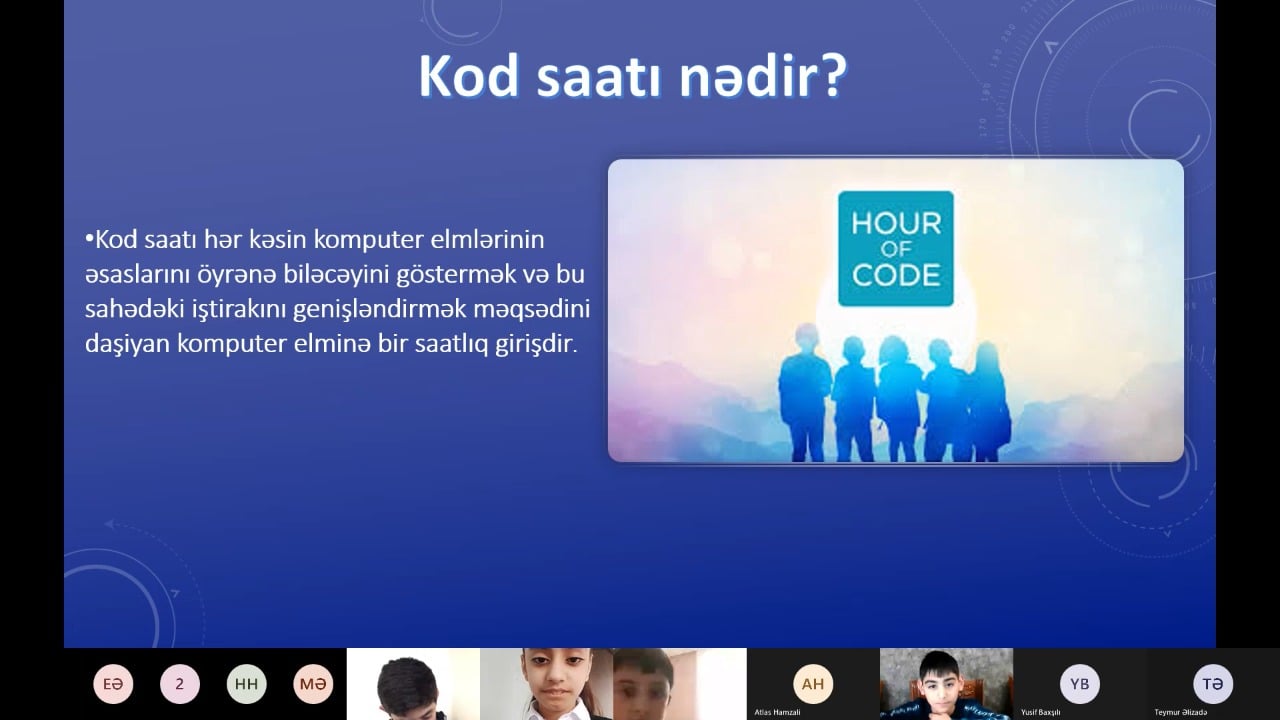 Kod saatı nədir?
•Kod saatı hər kəsin komputer elmlərinin
əsaslarını öyrənə biləcəyini göstermək və bu
sahədəki iştirakını genişləndirmək məqsədini
daşiyan komputer elminə bir saatlıq girişdir.
HOUR
OF
CODE
EƏ
2
HH
MƏ
AH
Atlas Hamzali
YB
Yusif Baxşılı
TƏ
Teymur Əlizadə